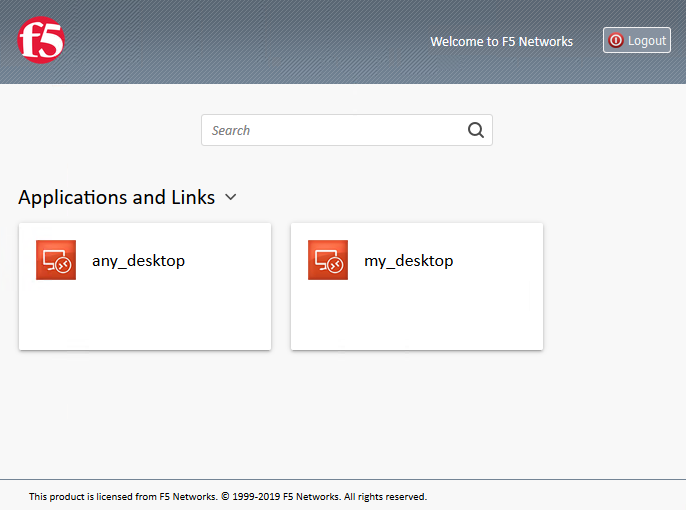 f5
Welcome to F5 Networks
Logout
Search
Applications and Links
any_desktop
my_desktop
This product is licensed from F5 Networks. © 1999-2019 F5 Networks. All rights reserved.